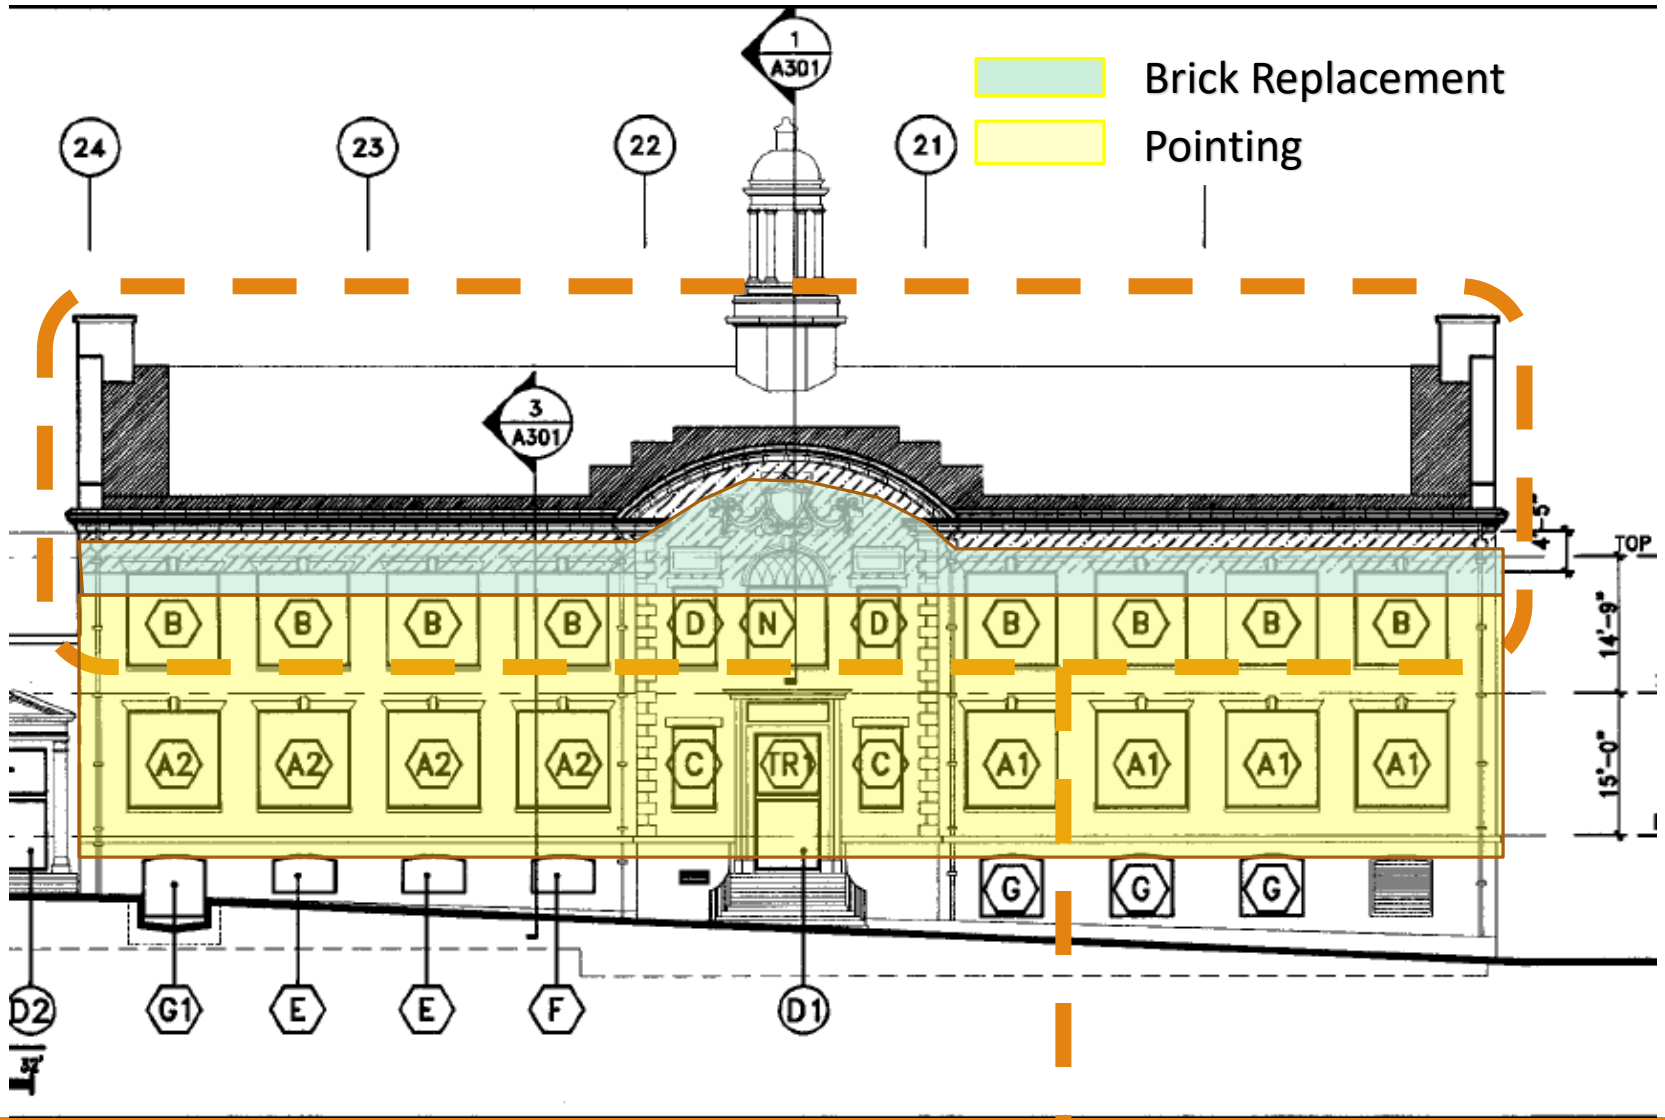 1
A301
Brick Replacement
Pointing
24
23
22
21
3
A301
4'-5"
TOP
B
B
B
B
D
N
D
B
B
B
B
14'-9"
A2
A2
A2
A2
C
TR1
C
A1
A1
A1
A1
15'-0"
G
G
G
D2
G1
E
E
F
D1
32'